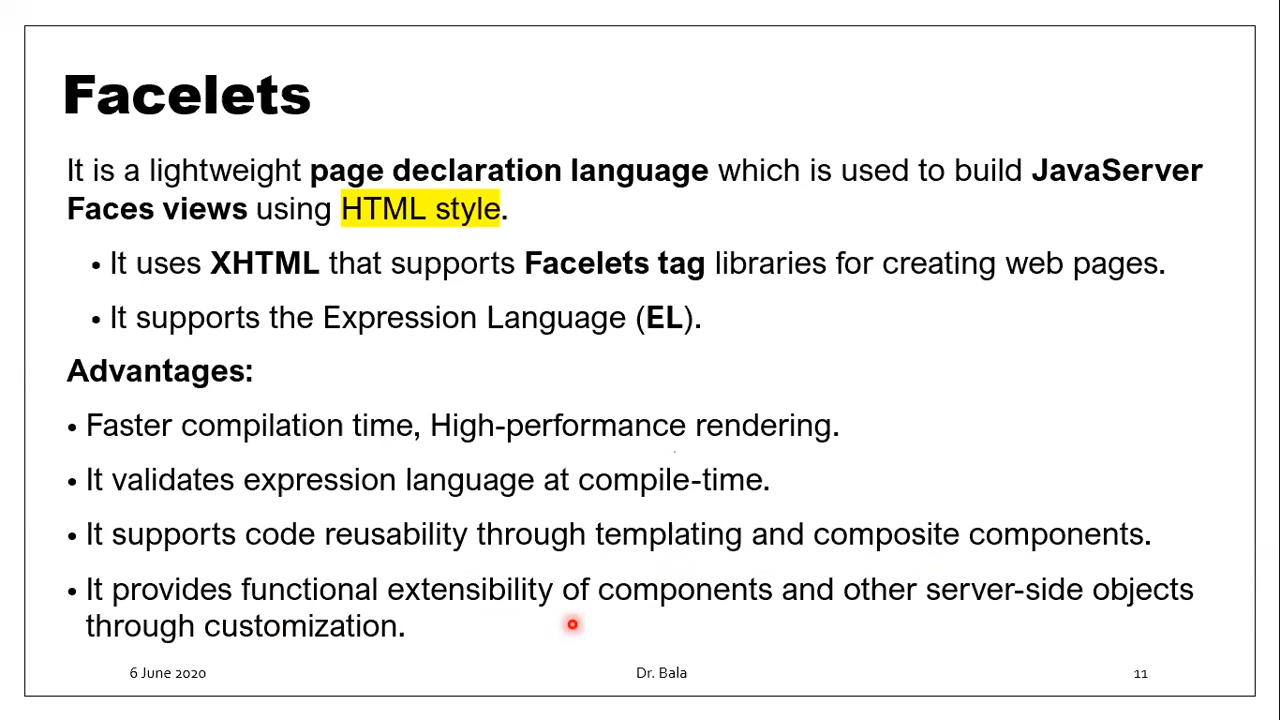 Facelets
It is a lightweight page declaration language which is used to build JavaServer
Faces views using HTML style.
• It uses XHTML that supports Facelets tag libraries for creating web pages.
• It supports the Expression Language (EL).
Advantages:
• Faster compilation time, High-performance rendering.
• It validates expression language at compile-time.
• It supports code reusability through templating and composite components.
• It provides functional extensibility of components and other server-side objects
through customization.
6 June 2020 Dr. Bala 11